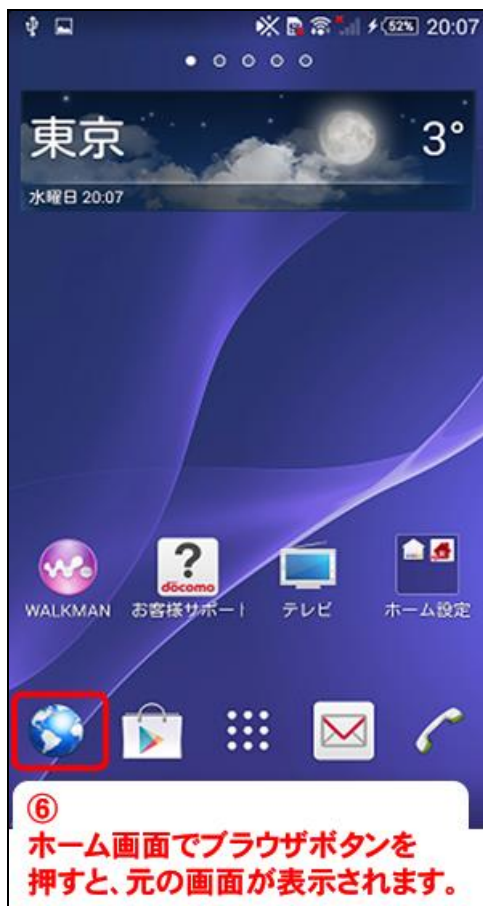 52% 20:07
東京 3°
水曜日 20:07
?
döcomo
WALKMAN お客様サポート テレビ ホーム設定
⑥
ホーム画面でブラウザボタンを
押すと、元の画面が表示されます。